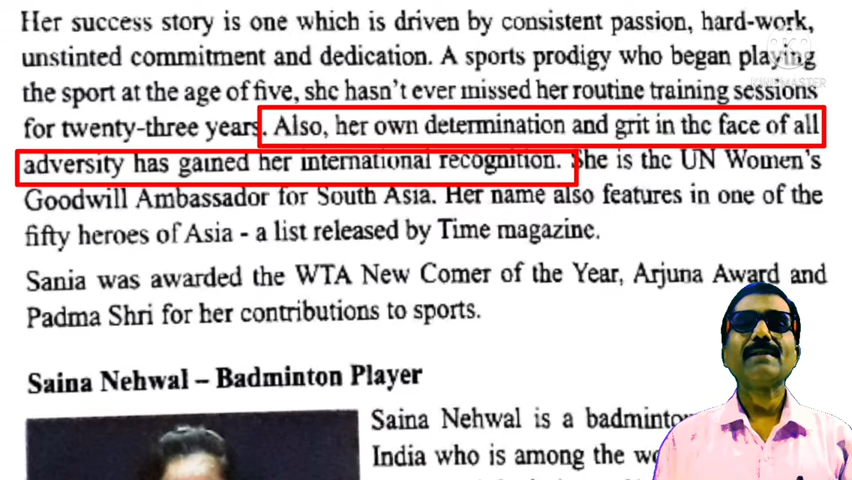 Her success story is one which is driven by consistent passion, hard-work,
unstinted commitment and dedication. A sports prodigy who began playing
the sport at the age of five, she hasn't ever missed her routine training sessions
for twenty-three years. Also, her own determination and grit in the face of all
adversity has gained her international recognition. She is the UN Women's
Goodwill Ambassador for South Asia. Her name also features in one of the
fifty heroes of Asia - a list released by Time magazine.
Sania was awarded the WTA New Comer of the Year, Arjuna Award and
Padma Shri for her contributions to sports.
Saina Nehwal – Badminton Player
Saina Nehwal is a
India who is among the